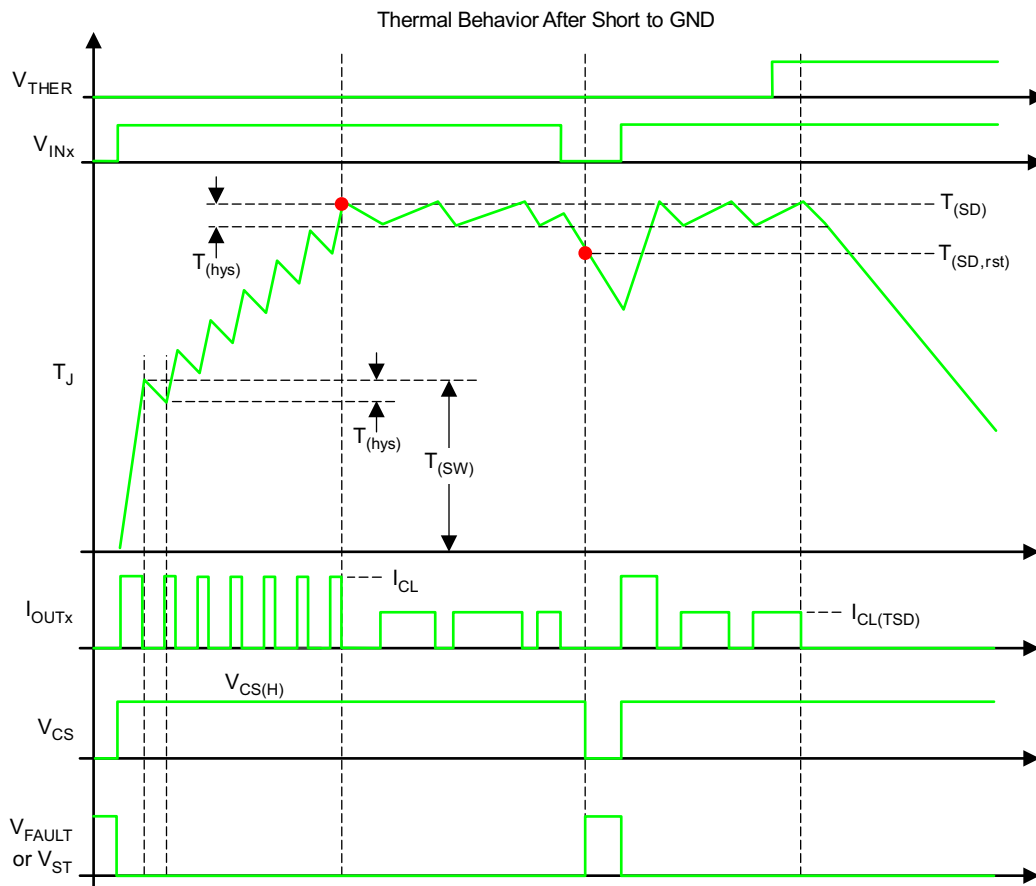 Thermal Behavior After Short to GND
V_THER
V_INx
T_(SD)
T_(hys)
T_(SD,rst)
T_J
T_(hys)
T_(SW)
I_CL
I_OUTx
I_CL(TSD)
V_CS(H)
V_CS
V_FAULT
or V_ST